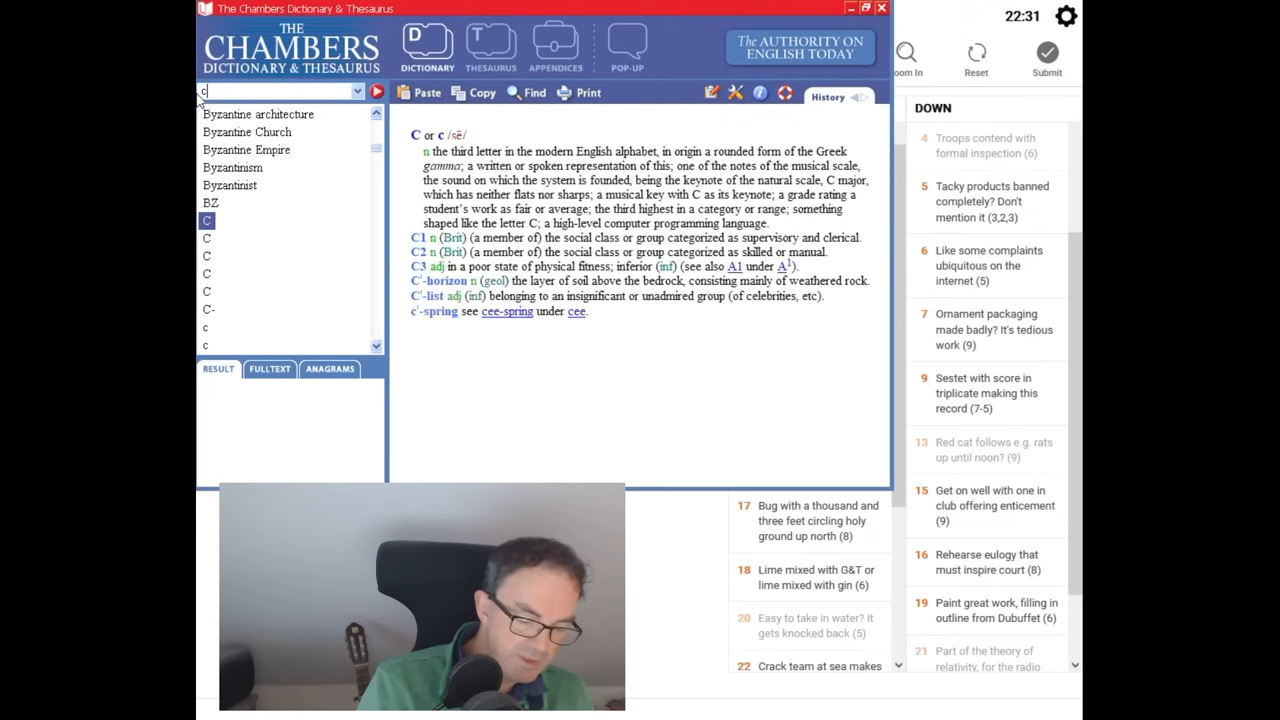 The Chambers Dictionary & Thesaurus
THE
CHAMBERS
DICTIONARY & THESAURUS
D
DICTIONARY
T
THESAURUS
APPENDICES
POP-UP
The AUTHORITY ON
ENGLISH TODAY
22:31
oom In
Reset
Submit
c
Paste
Copy
Find
Print
History
Byzantine architecture
Byzantine Church
Byzantine Empire
Byzantinism
Byzantinist
BZ
C
C
C
C
C
C-
c
c
RESULT
FULLTEXT
ANAGRAMS
C or c /sē/
n the third letter in the modern English alphabet, in origin a rounded form of the Greek
gamma; a written or spoken representation of this; one of the notes of the musical scale,
the sound on which the system is founded, being the keynote of the natural scale, C major,
which has neither flats nor sharps; a musical key with C as its keynote; a grade rating a
student's work as fair or average; the third highest in a category or range; something
shaped like the letter C; a high-level computer programming language.
C1 n (Brit) (a member of) the social class or group categorized as supervisory and clerical.
C2 n (Brit) (a member of) the social class or group categorized as skilled or manual.
C3 adj in a poor state of physical fitness; inferior (inf) (see also A1 under A¹).
C'-horizon n (geol) the layer of soil above the bedrock, consisting mainly of weathered rock.
C'-list adj (inf) belonging to an insignificant or unadmired group (of celebrities, etc).
c'-spring see cee-spring under cee.
DOWN
4 Troops contend with
formal inspection (6)
5 Tacky products banned
completely? Don't
mention it (3,2,3)
6 Like some complaints
ubiquitous on the
internet (5)
7 Ornament packaging
made badly? It's tedious
work (9)
9 Sestet with score in
triplicate making this
record (7-5)
13 Red cat follows e.g. rats
up until noon? (9)
15 Get on well with one in
club offering enticement
(9)
16 Rehearse eulogy that
must inspire court (8)
19 Paint great work, filling in
outline from Dubuffet (6)
21 Part of the theory of
relativity, for the radio
17 Bug with a thousand and
three feet circling holy
ground up north (8)
18 Lime mixed with G&T or
lime mixed with gin (6)
20 Easy to take in water? It
gets knocked back (5)
22 Crack team at sea makes